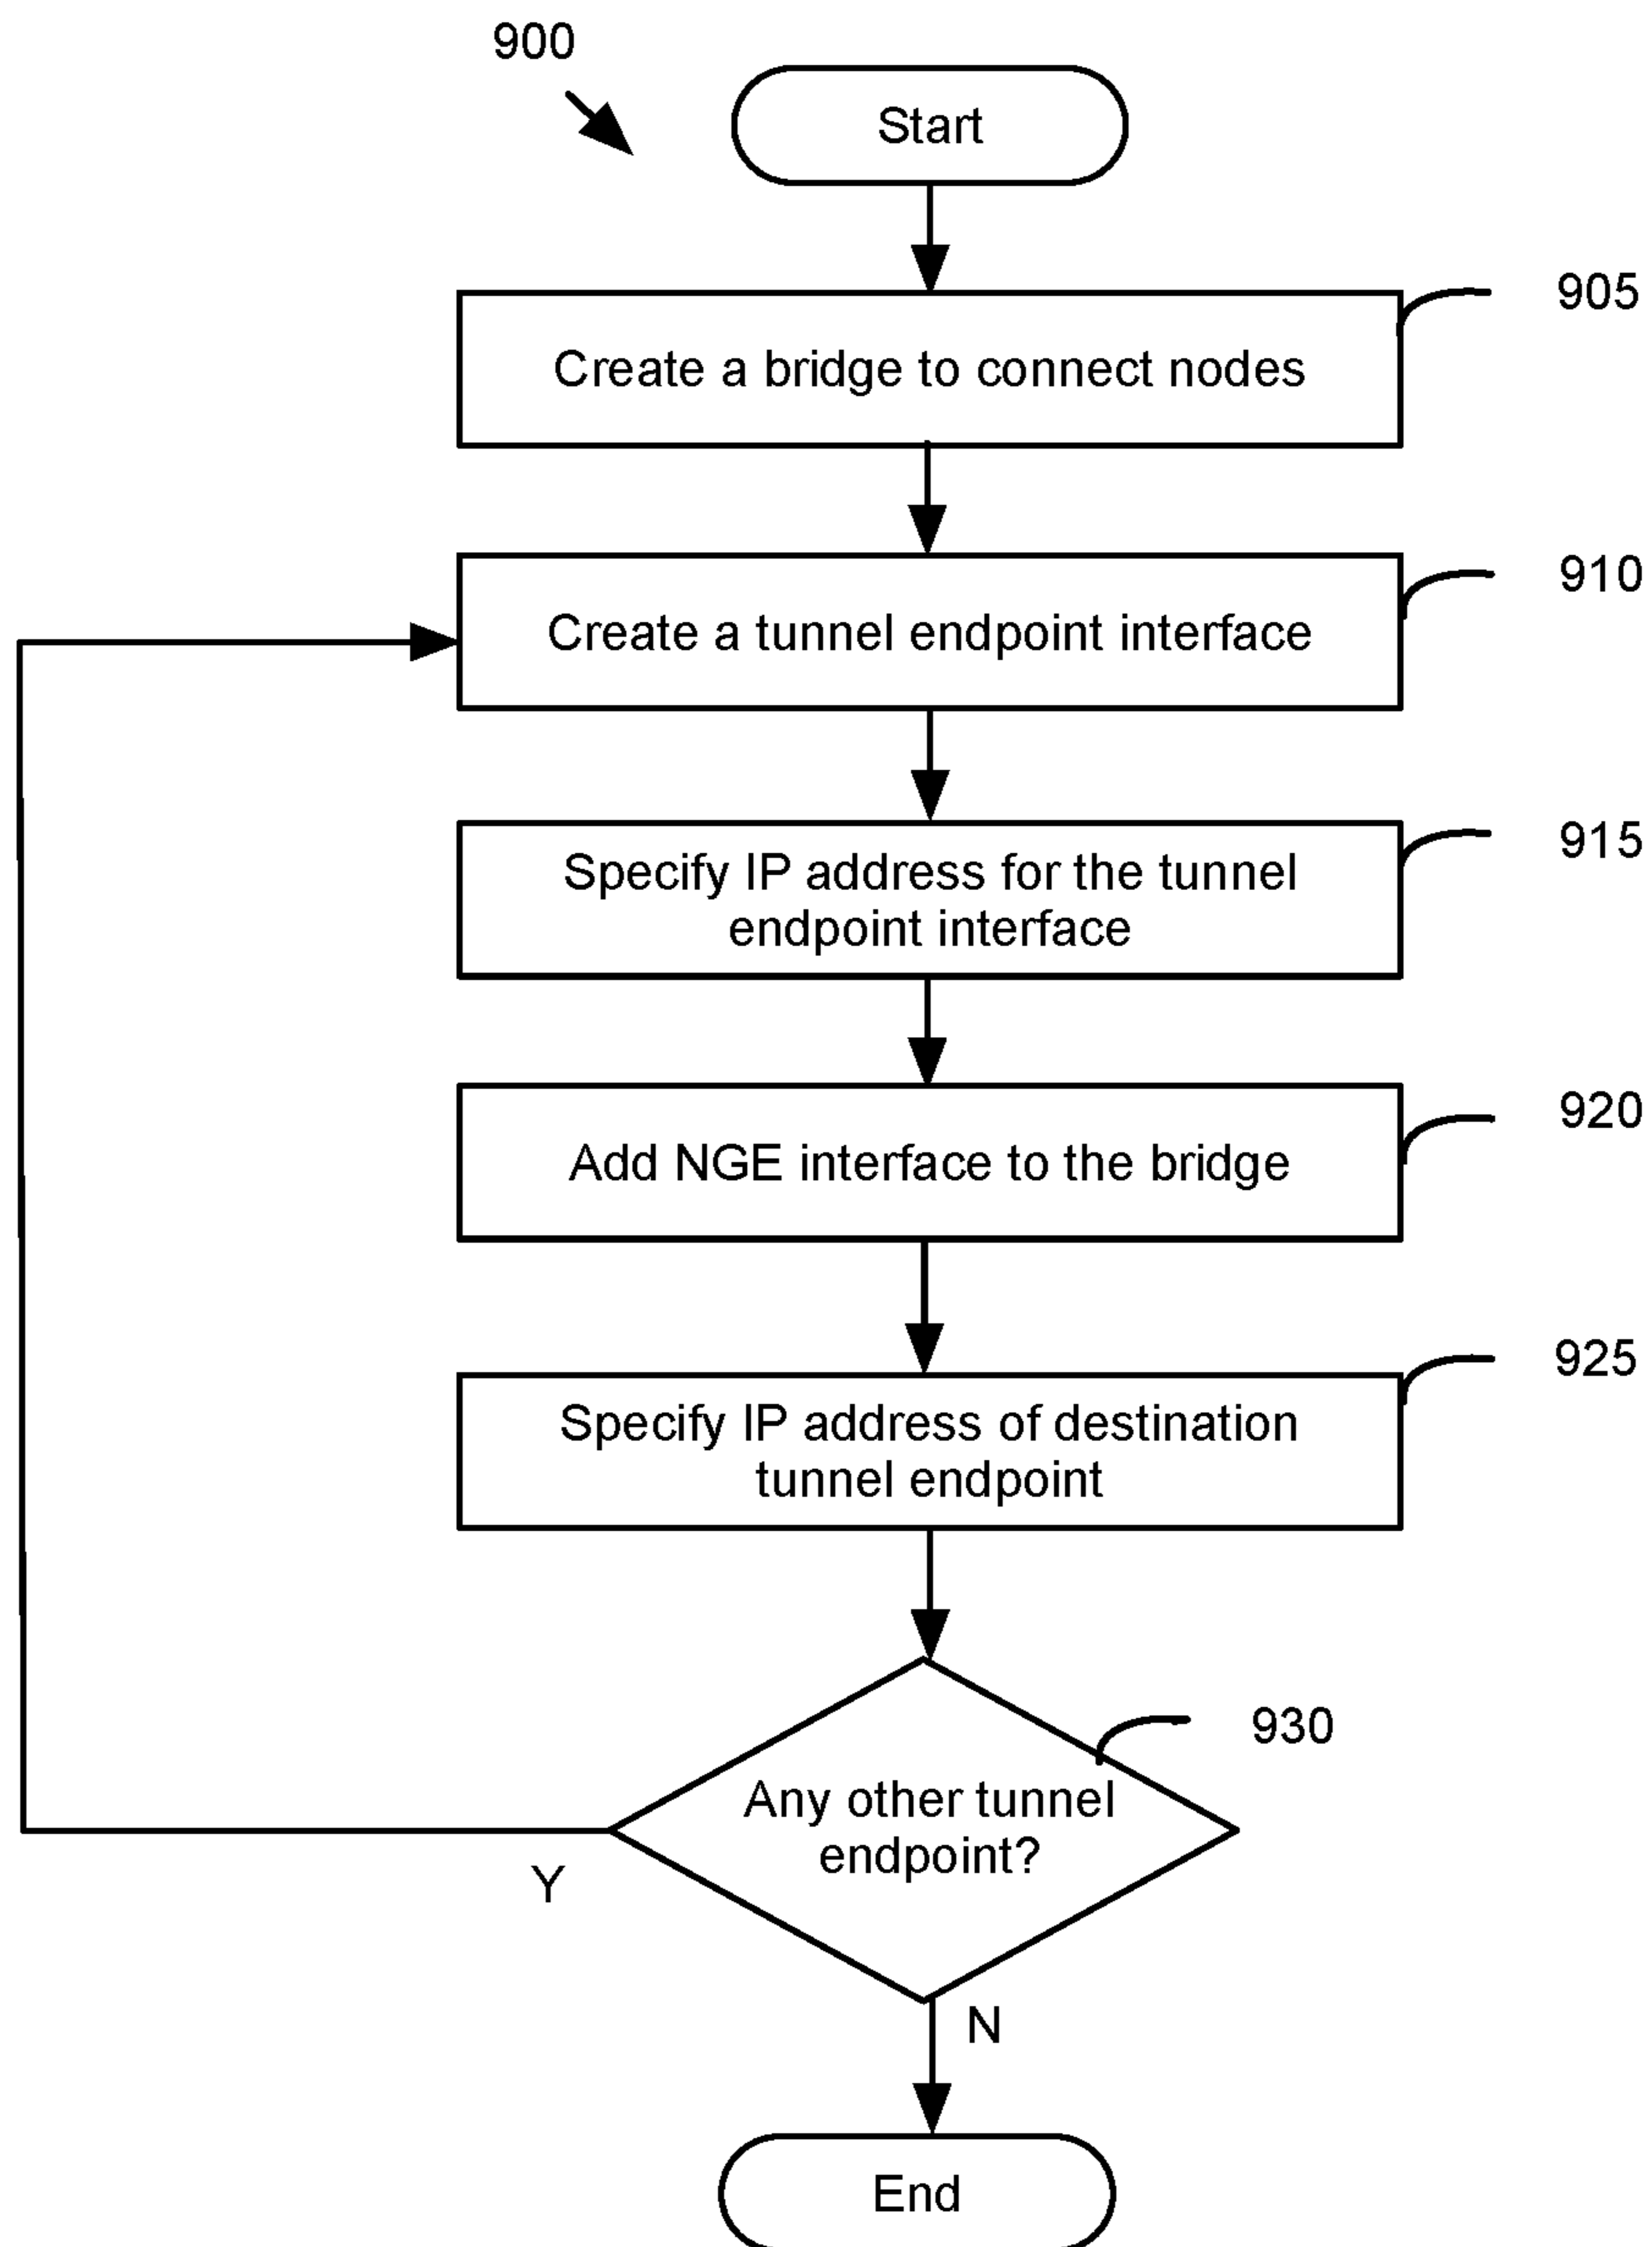 900
Start
905
Create a bridge to connect nodes
910
Create a tunnel endpoint interface
915
Specify IP address for the tunnel
endpoint interface
920
Add NGE interface to the bridge
925
Specify IP address of destination
tunnel endpoint
930
Any other tunnel
endpoint?
Y
N
End